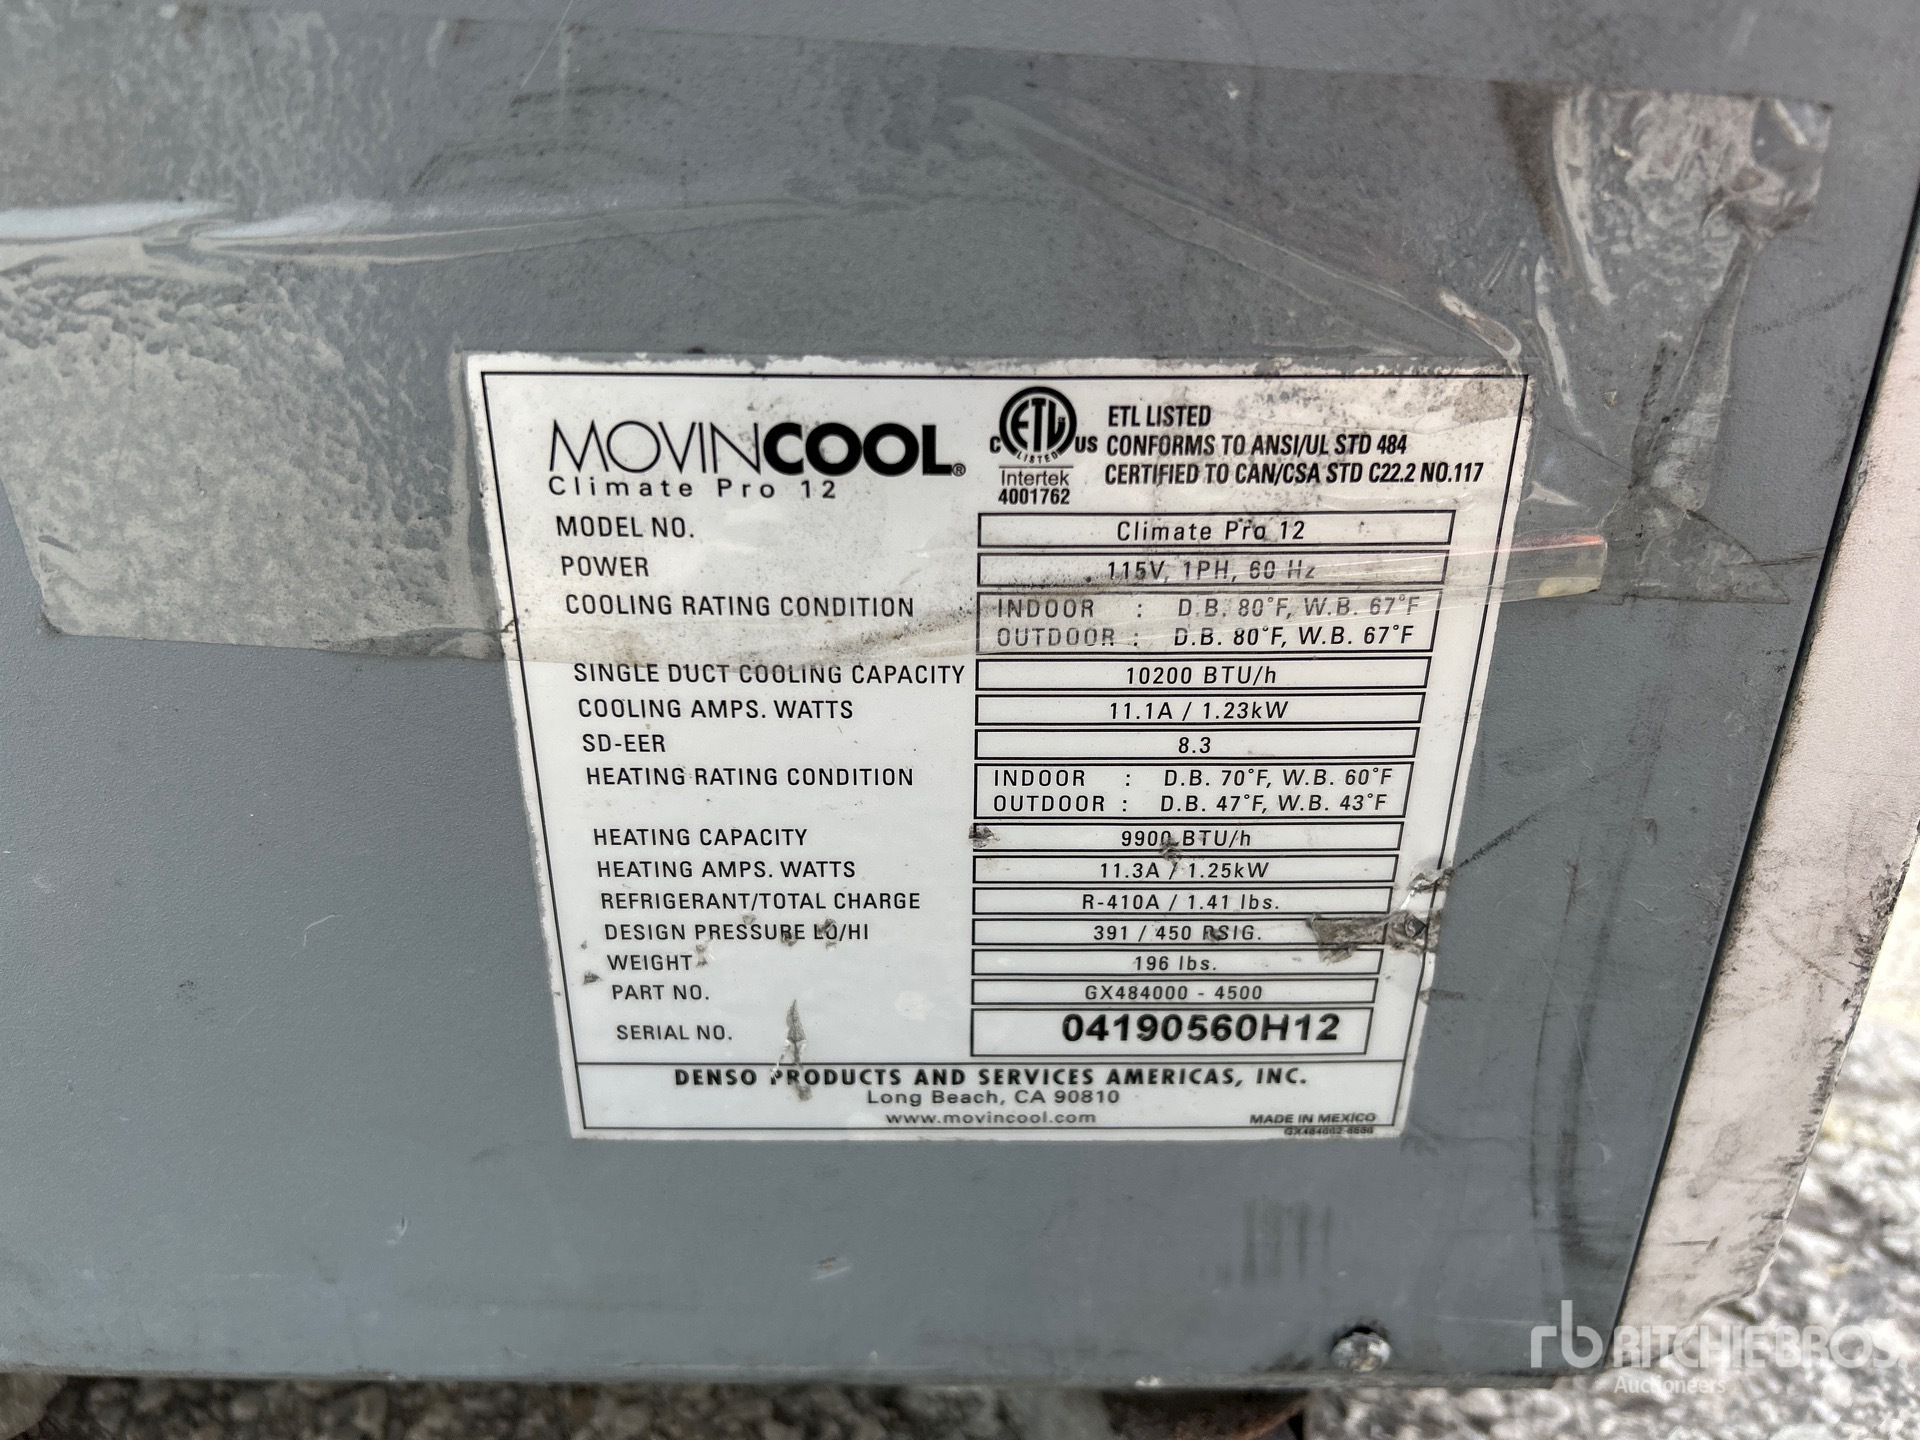 MOVINCOOL®
Climate Pro 12
C ETL LISTED US
Intertek
4001762
ETL LISTED
CONFORMS TO ANSI/UL STD 484
CERTIFIED TO CAN/CSA STD C22.2 NO.117
MODEL NO. Climate Pro 12
POWER 115V, 1PH, 60 Hz
COOLING RATING CONDITION INDOOR : D.B. 80°F, W.B. 67°F
OUTDOOR : D.B. 80°F, W.B. 67°F
SINGLE DUCT COOLING CAPACITY 10200 BTU/h
COOLING AMPS. WATTS 11.1A / 1.23kW
SD-EER 8.3
HEATING RATING CONDITION INDOOR : D.B. 70°F, W.B. 60°F
OUTDOOR : D.B. 47°F, W.B. 43°F
HEATING CAPACITY 9900 BTU/h
HEATING AMPS. WATTS 11.3A / 1.25kW
REFRIGERANT/TOTAL CHARGE R-410A / 1.41 lbs.
DESIGN PRESSURE LO/HI 391 / 450 PSIG.
WEIGHT 196 lbs.
PART NO. GX484000 - 4500
SERIAL NO. 04190560H12
DENSO PRODUCTS AND SERVICES AMERICAS, INC.
Long Beach, CA 90810
www.movincool.com
MADE IN MEXICO
rb RITCHIE BROS
Auctioneers